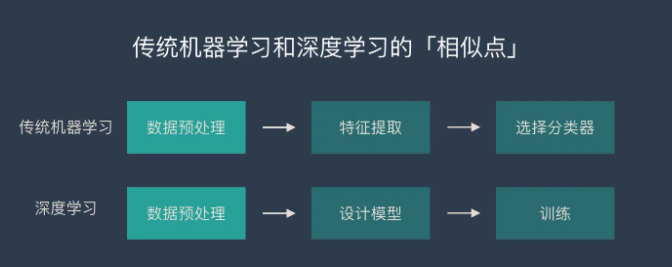 传统机器学习和深度学习的「相似点」
传统机器学习 数据预处理 特征提取 选择分类器
深度学习 数据预处理 设计模型 训练